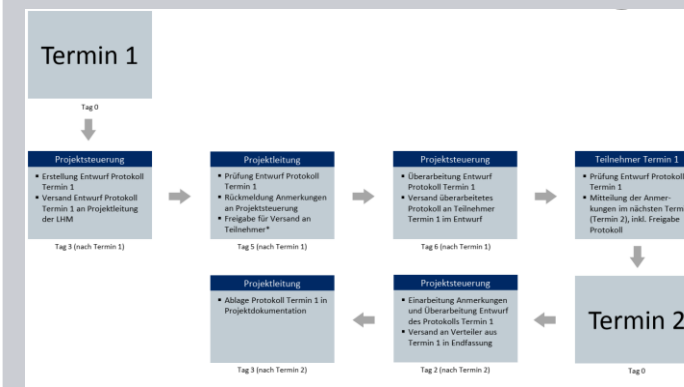 Termin 1
Tag 0
Projektsteuerung
▪ Erstellung Entwurf Protokoll
Termin 1
▪ Versand Entwurf Protokoll
Termin 1 an Projektleitung
der LHM
Tag 3 (nach Termin 1)
Projektleitung
▪ Prüfung Entwurf Protokoll
Termin 1
▪ Rückmeldung Anmerkungen
an Projektsteuerung
▪ Freigabe für Versand an
Teilnehmer*
Tag 5 (nach Termin 1)
Projektsteuerung
▪ Überarbeitung Entwurf
Protokoll Termin 1
▪ Versand überarbeitetes
Protokoll an Teilnehmer
Termin 1 im Entwurf
Tag 6 (nach Termin 1)
Teilnehmer Termin 1
▪ Prüfung Entwurf Protokoll
Termin 1
▪ Mitteilung der Anmer-
kungen im nächsten Term
(Termin 2), inkl. Freigabe
Protokoll
Termin 2
Tag 0
Projektsteuerung
▪ Einarbeitung Anmerkungen
und Überarbeitung Entwurf
des Protokolls Termin 1
▪ Versand an Verteiler aus
Termin 1 in Endfassung
Tag 2 (nach Termin 2)
Projektleitung
▪ Ablage Protokoll Termin 1 in
Projektdokumentation
Tag 3 (nach Termin 2)